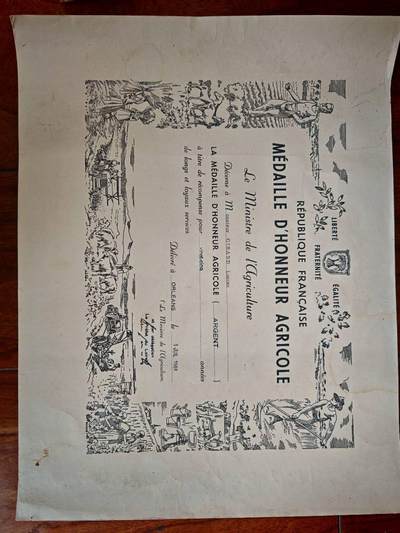 LIBERTÉ
FRATERNITÉ
ÉGALITÉ
RÉPUBLIQUE FRANÇAISE
MÉDAILLE D'HONNEUR AGRICOLE
Le Ministre de l'Agriculture
Décerne à Monsieur
LA MÉDAILLE D'HONNEUR AGRICOLE ( ARGENT )
à titre de récompense pour années
de longs et loyaux services
Délivré à ORLEANS le
Le Ministre de l'Agriculture,